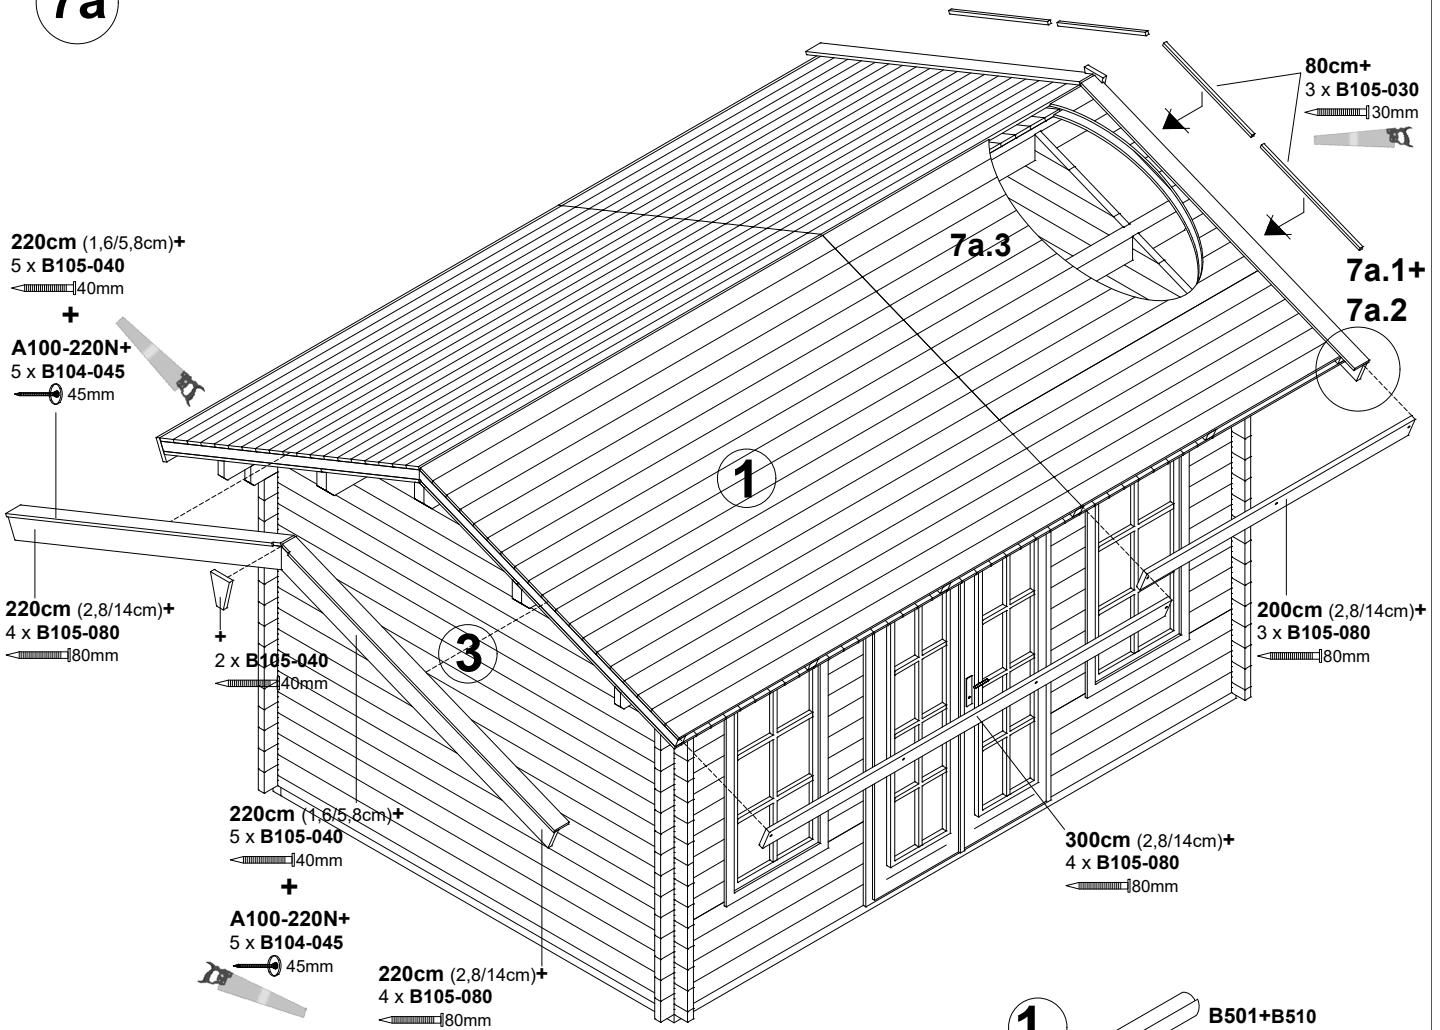 7a
80cm+
3 x B105-030
30mm
220cm (1,6/5,8cm)+
5 x B105-040
40mm
+
A100-220N+
5 x B104-045
45mm
7a.3
7a.1+
7a.2
1
220cm (2,8/14cm)+
4 x B105-080
80mm
+
2 x B105-040
40mm
3
200cm (2,8/14cm)+
3 x B105-080
80mm
220cm (1,6/5,8cm)+
5 x B105-040
40mm
+
A100-220N+
5 x B104-045
45mm
300cm (2,8/14cm)+
4 x B105-080
80mm
220cm (2,8/14cm)+
4 x B105-080
80mm
1
B501+B510